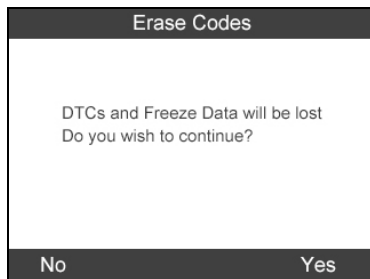 Erase Codes
DTCs and Freeze Data will be lost
Do you wish to continue?
No Yes